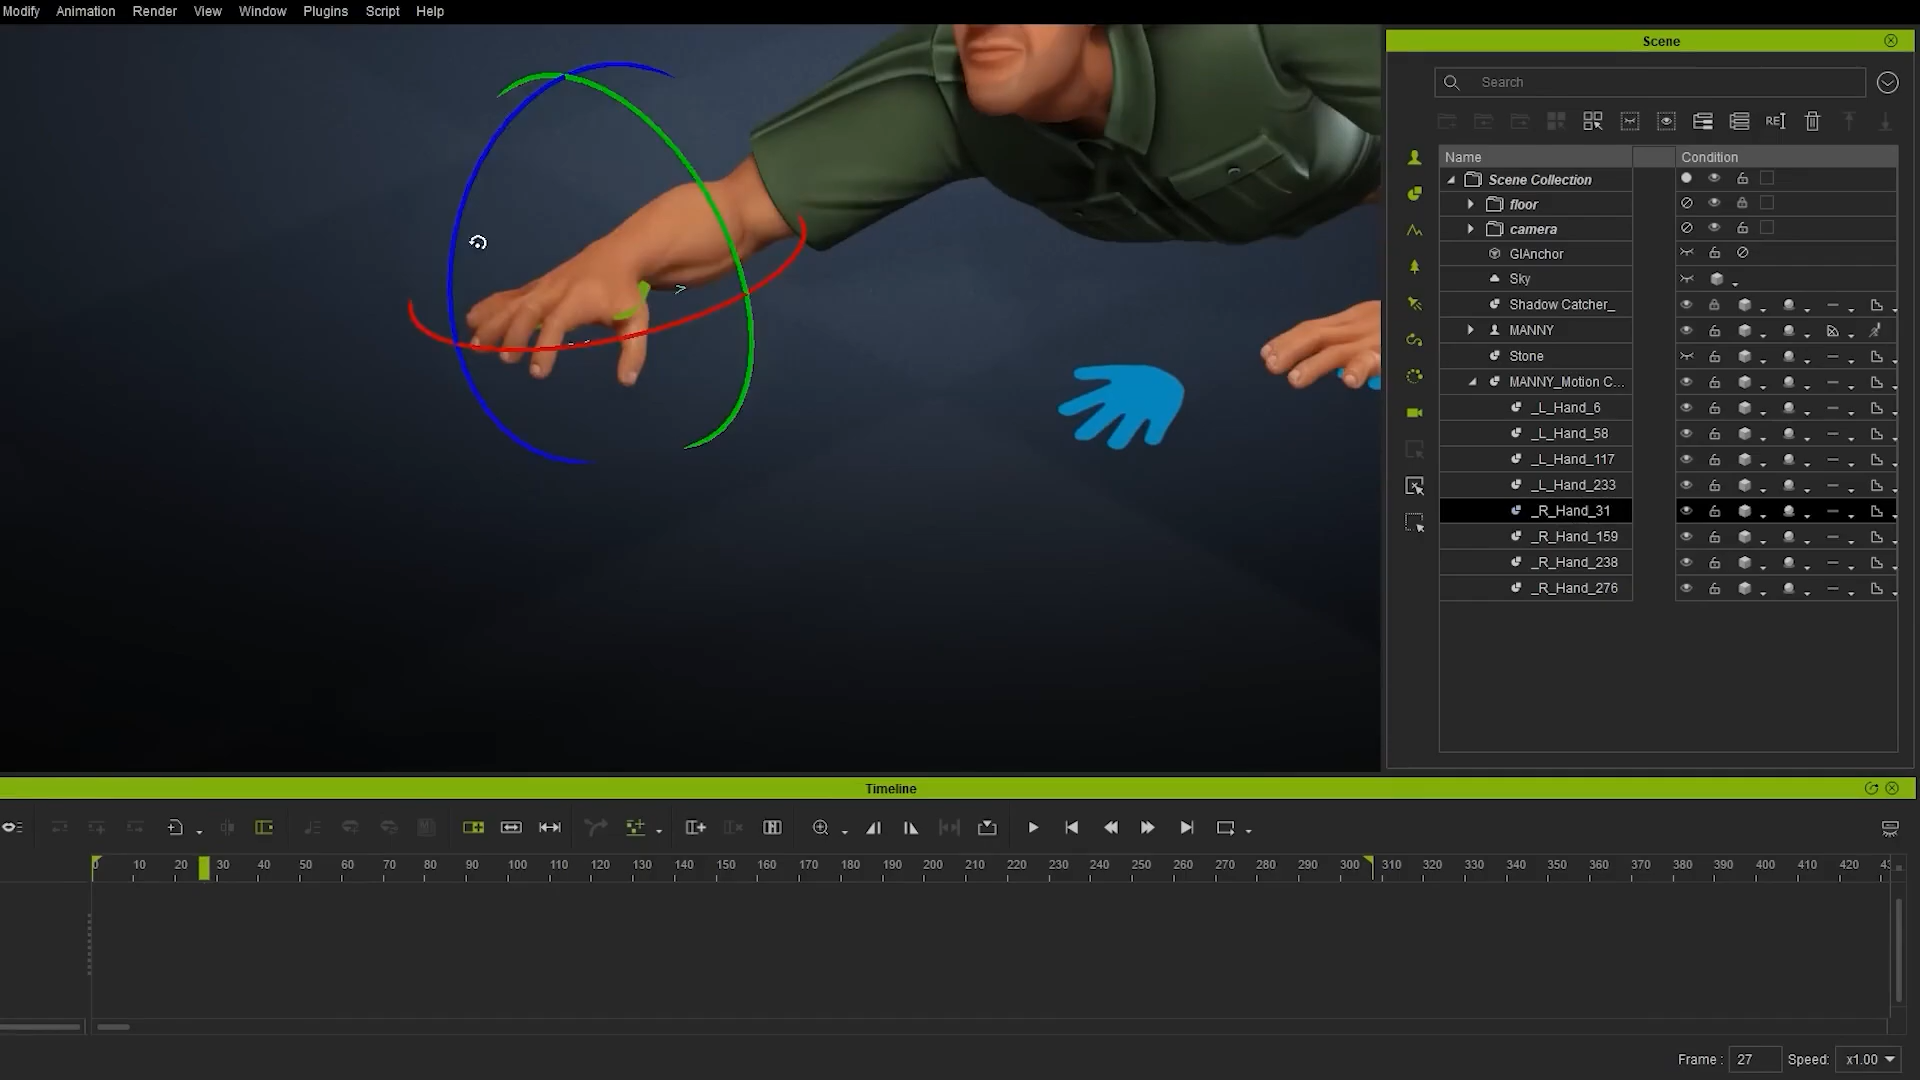 Modify Animation Render View Window Plugins Script Help
Scene
Search
REI
Name Condition
Scene Collection
floor
camera
GIAnchor
Sky
Shadow Catcher_
MANNY
Stone
MANNY_Motion C...
_L_Hand_6
_L_Hand_58
_L_Hand_117
_L_Hand_233
_R_Hand_31
_R_Hand_159
_R_Hand_238
_R_Hand_276
Timeline
0 10 20 30 40 50 60 70 80 90 100 110 120 130 140 150 160 170 180 190 200 210 220 230 240 250 260 270 280 290 300 310 320 330 340 350 360 370 380 390 400 410 420 43
Frame : 27 Speed: x1.00